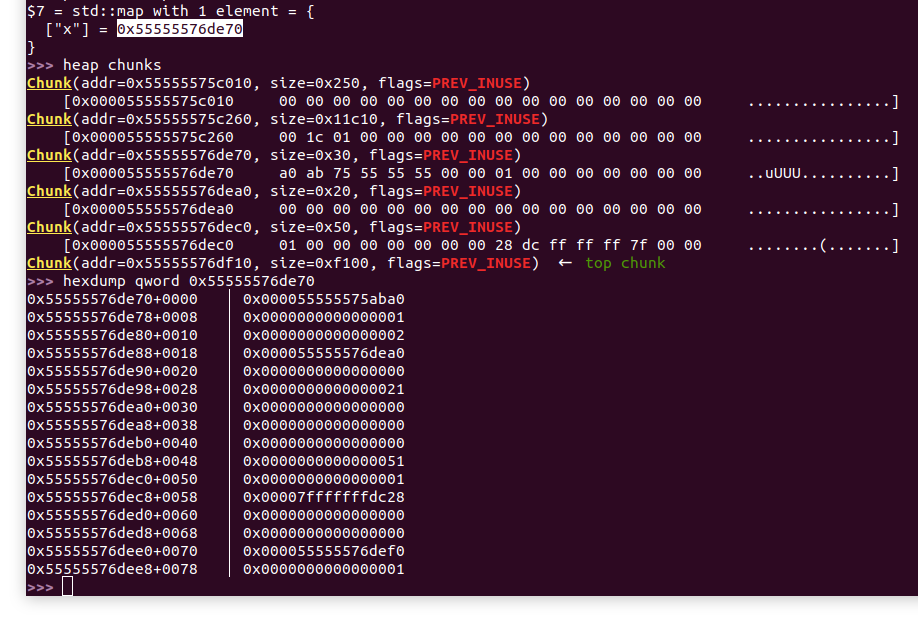 $7 = std::map with 1 element = {
  ["x"] = 0x55555576de70
}
>>> heap chunks
Chunk(addr=0x55555575c010, size=0x250, flags=PREV_INUSE)
    [0x000055555575c010     00 00 00 00 00 00 00 00 00 00 00 00 00 00 00 00     ................]
Chunk(addr=0x55555575c260, size=0x11c10, flags=PREV_INUSE)
    [0x000055555575c260     00 1c 01 00 00 00 00 00 00 00 00 00 00 00 00 00     ................]
Chunk(addr=0x55555576de70, size=0x30, flags=PREV_INUSE)
    [0x000055555576de70     a0 ab 75 55 55 55 00 00 01 00 00 00 00 00 00 00     ..uUUU..........]
Chunk(addr=0x55555576dea0, size=0x20, flags=PREV_INUSE)
    [0x000055555576dea0     00 00 00 00 00 00 00 00 00 00 00 00 00 00 00 00     ................]
Chunk(addr=0x55555576dec0, size=0x50, flags=PREV_INUSE)
    [0x000055555576dec0     01 00 00 00 00 00 00 00 28 dc ff ff ff 7f 00 00     ........(.......]
Chunk(addr=0x55555576df10, size=0xf100, flags=PREV_INUSE)  ← top chunk
>>> hexdump qword 0x55555576de70
0x55555576de70+0000   │ 0x000055555575aba0
0x55555576de78+0008   │ 0x0000000000000001
0x55555576de80+0010   │ 0x0000000000000002
0x55555576de88+0018   │ 0x000055555576dea0
0x55555576de90+0020   │ 0x0000000000000000
0x55555576de98+0028   │ 0x0000000000000021
0x55555576dea0+0030   │ 0x0000000000000000
0x55555576dea8+0038   │ 0x0000000000000000
0x55555576deb0+0040   │ 0x0000000000000000
0x55555576deb8+0048   │ 0x0000000000000051
0x55555576dec0+0050   │ 0x0000000000000001
0x55555576dec8+0058   │ 0x00007fffffffdc28
0x55555576ded0+0060   │ 0x0000000000000000
0x55555576ded8+0068   │ 0x0000000000000000
0x55555576dee0+0070   │ 0x000055555576def0
0x55555576dee8+0078   │ 0x0000000000000001
>>>